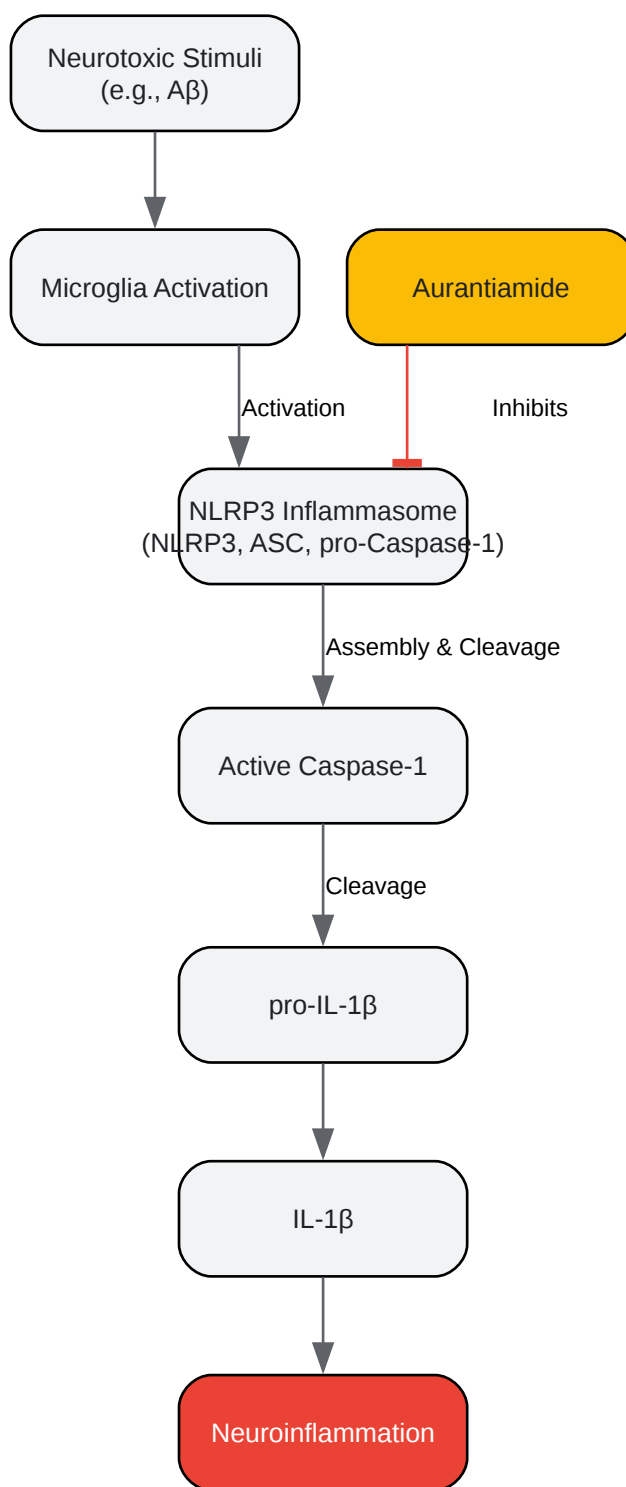 Neurotoxic Stimuli
(e.g., Aβ)
Microglia Activation
Aurantiamide
Activation
Inhibits
NLRP3 Inflammasome
(NLRP3, ASC, pro-Caspase-1)
Assembly & Cleavage
Active Caspase-1
Cleavage
pro-IL-1β
IL-1β
Neuroinflammation